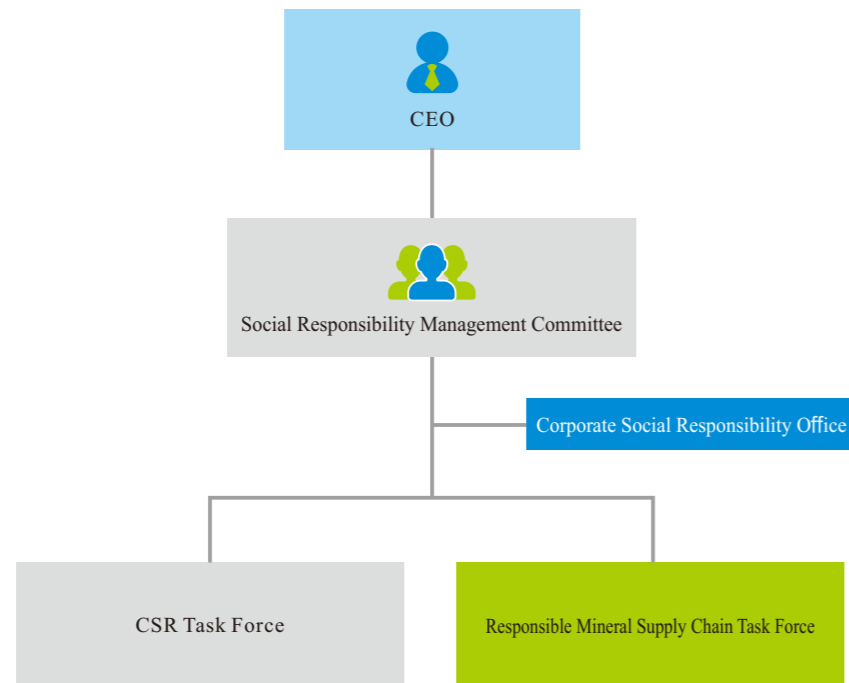 CEO
Social Responsibility Management Committee
Corporate Social Responsibility Office
CSR Task Force
Responsible Mineral Supply Chain Task Force